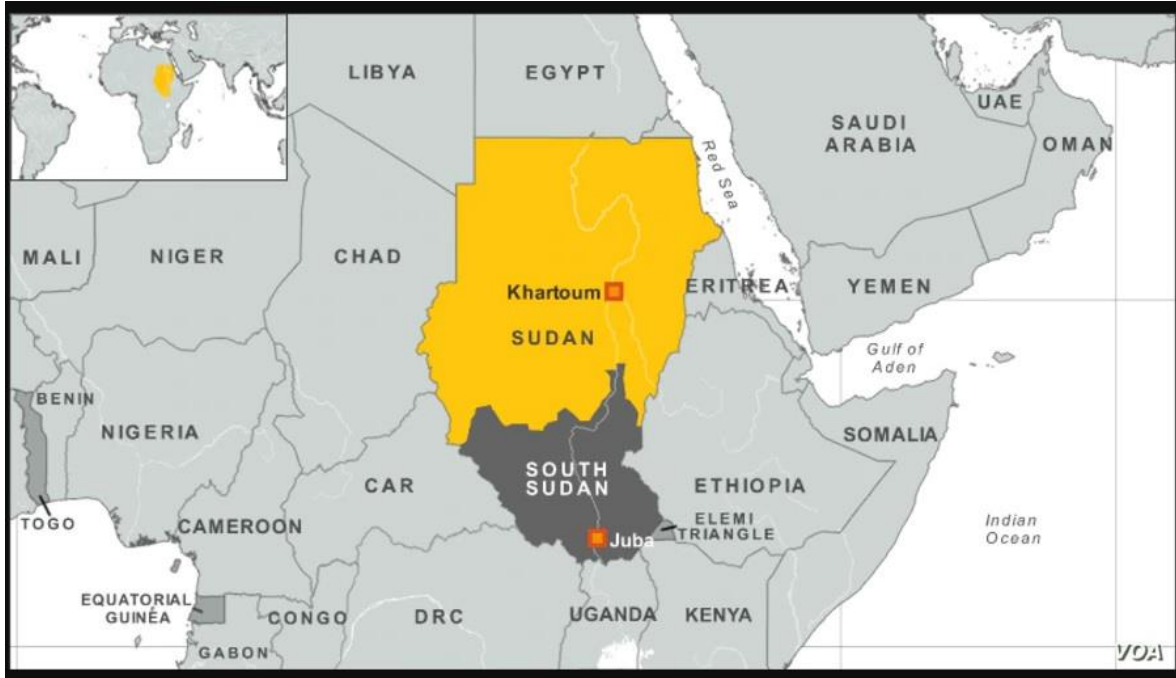 LIBYA
EGYPT
UAE
SAUDI
ARABIA
OMAN
Red Sea
MALI
NIGER
CHAD
Khartoum
ERITREA
YEMEN
SUDAN
Gulf of
Aden
BENIN
NIGERIA
SOMALIA
SOUTH
SUDAN
CAR
ETHIOPIA
TOGO
CAMEROON
Juba
ELEMI
TRIANGLE
Indian
Ocean
EQUATORIAL
GUINEA
CONGO
DRC
UGANDA
KENYA
GABON
VOA